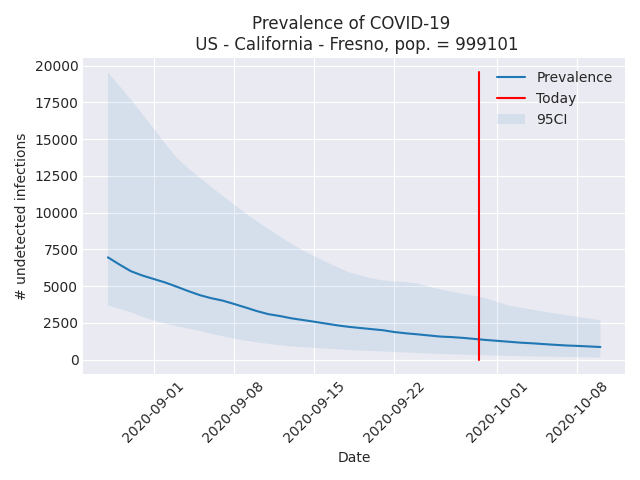 Prevalence of COVID-19
US - California - Fresno, pop. = 999101
20000
17500
15000
12500
10000
7500
5000
2500
0
# undetected infections
Prevalence
Today
95CI
2020-09-01
2020-09-08
2020-09-15
2020-09-22
2020-10-01
2020-10-08
Date